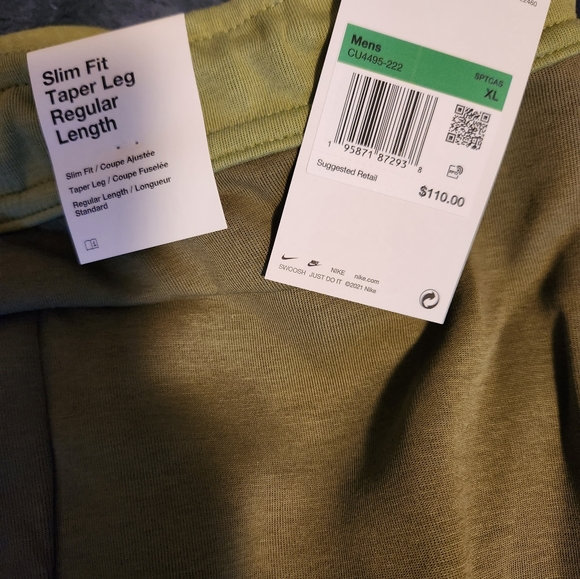 Slim Fit
Taper Leg
Regular
Length
Slim Fit / Coupe Ajustée
Taper Leg / Coupe Fuselée
Regular Length / Longueur
Standard
Mens
CU4495-222
SPTCAS
XL
1 95871 87293 8
Suggested Retail
$110.00
NIKE nike.com
SWOOSH JUST DO IT ©2021 Nike